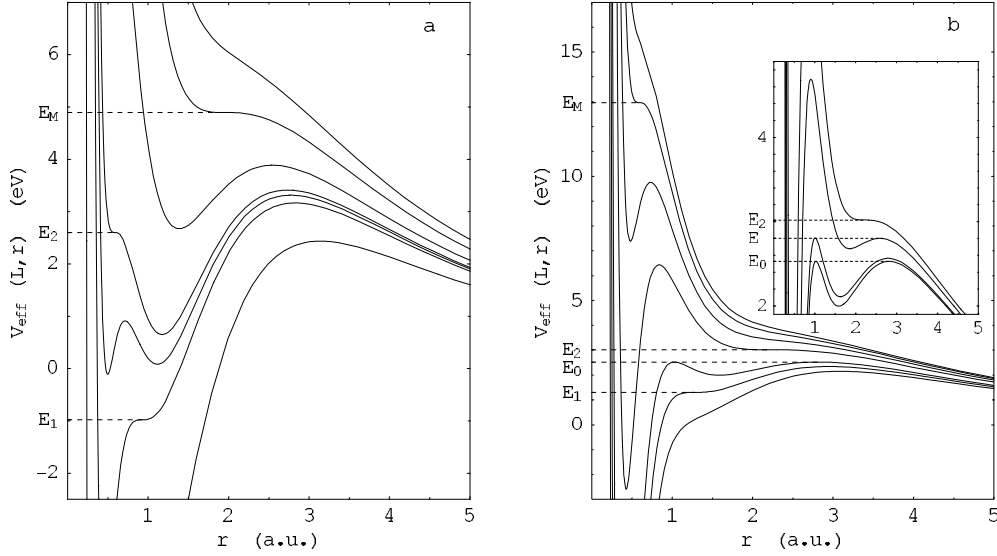 a
6
4
2
0
-2
E_M
E_2
E_1
V_eff (L,r) (eV)
1 2 3 4 5
r (a.u.)
b
15
10
5
0
E_M
E_2
E_0
E_1
V_eff (L,r) (eV)
1 2 3 4 5
r (a.u.)
4
2
E_2
E
E_0
1 2 3 4 5